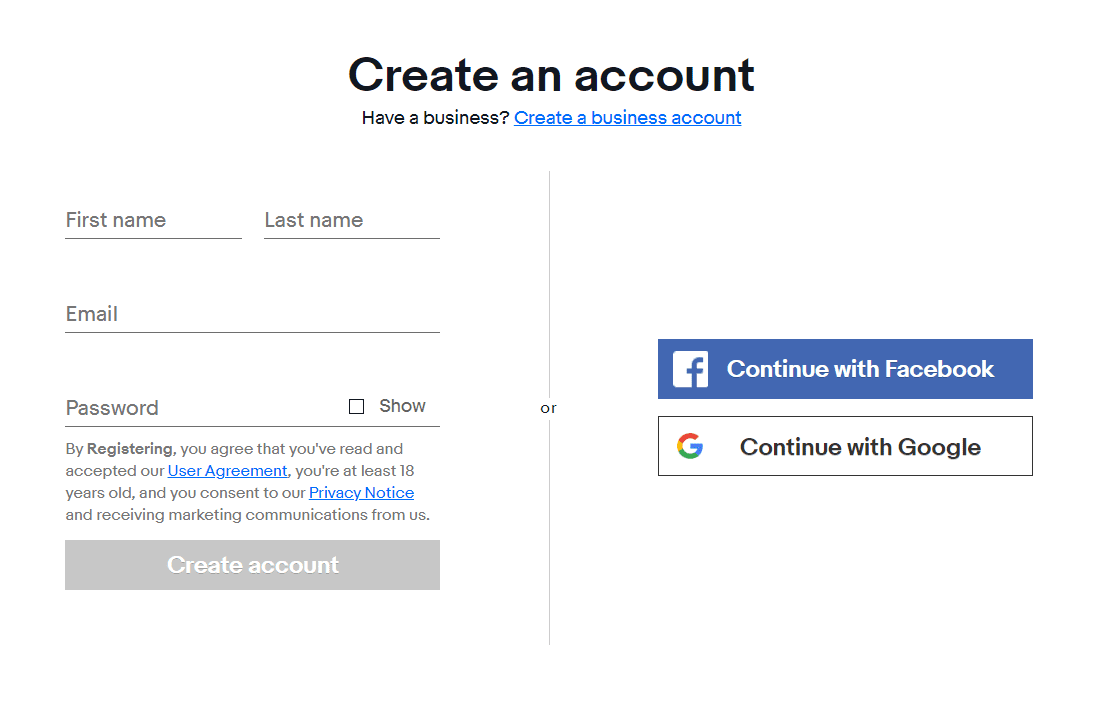 Create an account
Have a business? Create a business account
First name
Last name
Email
Password
Show
By Registering, you agree that you've read and
accepted our User Agreement, you're at least 18
years old, and you consent to our Privacy Notice
and receiving marketing communications from us.
Create account
or
Continue with Facebook
Continue with Google